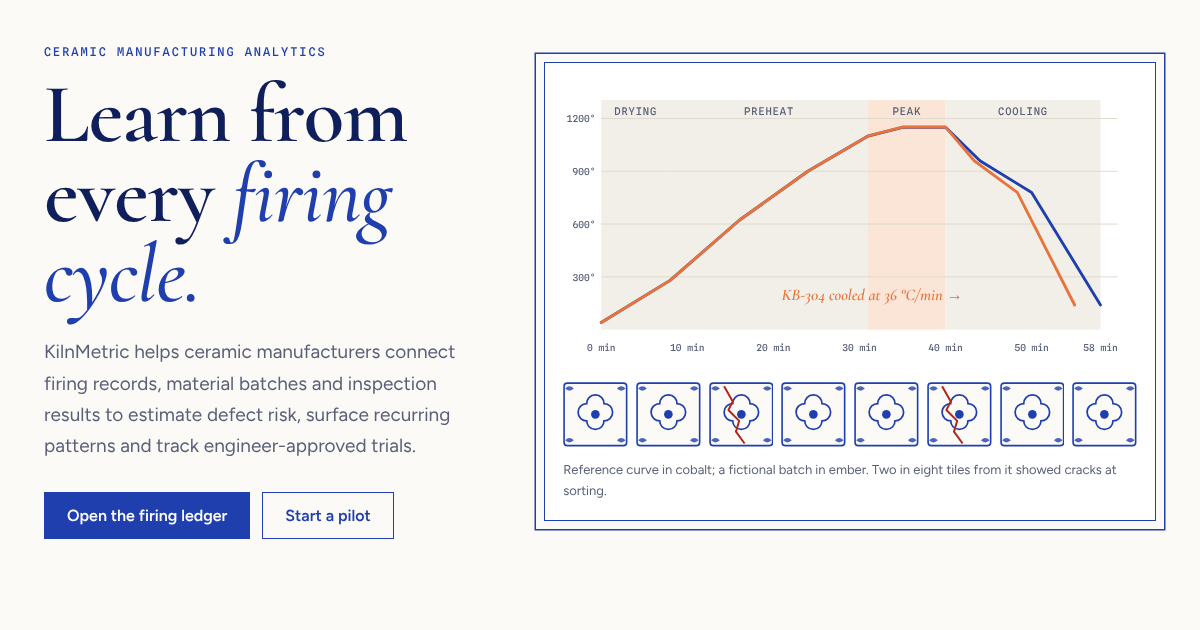 CERAMIC MANUFACTURING ANALYTICS
Learn from
every firing
cycle.
KilnMetric helps ceramic manufacturers connect
firing records, material batches and inspection
results to estimate defect risk, surface recurring
patterns and track engineer-approved trials.
Open the firing ledger
Start a pilot
DRYING PREHEAT PEAK COOLING
1200°
900°
600°
300°
KB-304 cooled at 36 °C/min →
0 min 10 min 20 min 30 min 40 min 50 min 58 min
Reference curve in cobalt; a fictional batch in ember. Two in eight tiles from it showed cracks at
sorting.